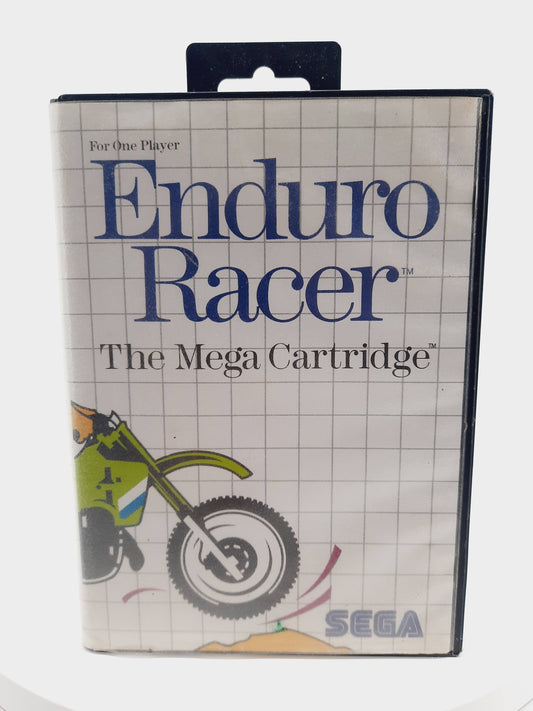 For One Player
Enduro
Racer™
The Mega Cartridge™
SEGA